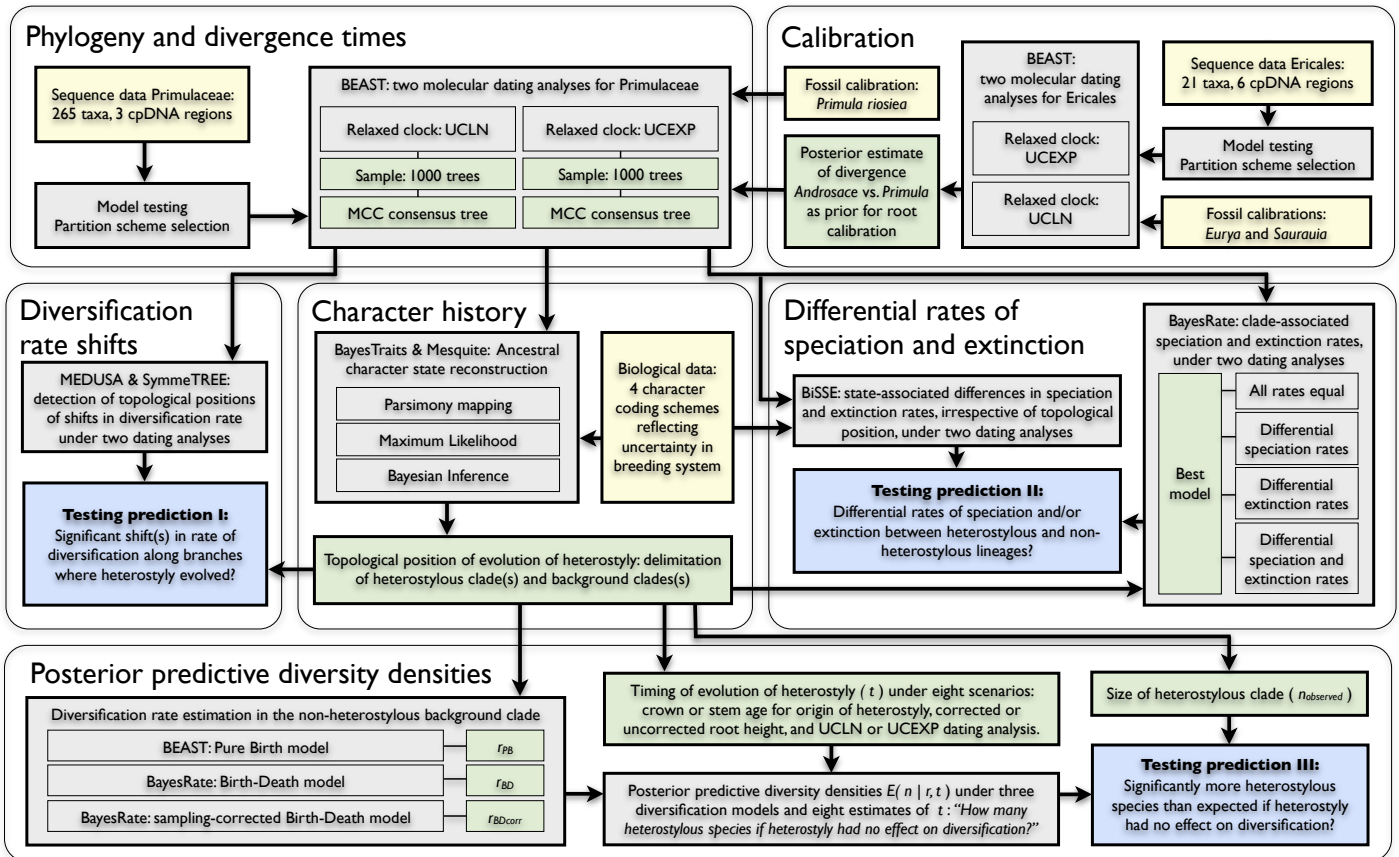 Phylogeny and divergence times
Sequence data Primulaceae:
265 taxa, 3 cpDNA regions
Model testing
Partition scheme selection
BEAST: two molecular dating analyses for Primulaceae
Relaxed clock: UCLN
Sample: 1000 trees
MCC consensus tree
Relaxed clock: UCEXP
Sample: 1000 trees
MCC consensus tree
Calibration
Fossil calibration:
Primula riosiea
Posterior estimate
of divergence
Androsace vs. Primula
as prior for root
calibration
BEAST:
two molecular dating
analyses for Ericales
Relaxed clock:
UCEXP
Relaxed clock:
UCLN
Sequence data Ericales:
21 taxa, 6 cpDNA regions
Model testing
Partition scheme selection
Fossil calibrations:
Eurya and Saurauia
Diversification
rate shifts
MEDUSA & SymmeTREE:
detection of topological positions
of shifts in diversification rate
under two dating analyses
Testing prediction I:
Significant shift(s) in rate of
diversification along branches
where heterostyly evolved?
Character history
BayesTraits & Mesquite: Ancestral
character state reconstruction
Parsimony mapping
Maximum Likelihood
Bayesian Inference
Biological data:
4 character
coding schemes
reflecting
uncertainty in
breeding system
Topological position of evolution of heterostyly: delimitation
of heterostylous clade(s) and background clades(s)
Differential rates of
speciation and extinction
BiSSE: state-associated differences in speciation
and extinction rates, irrespective of topological
position, under two dating analyses
Testing prediction II:
Differential rates of speciation and/or
extinction between heterostylous and non-
heterostylous lineages?
BayesRate: clade-associated
speciation and extinction rates,
under two dating analyses
Best
model
All rates equal
Differential
speciation rates
Differential
extinction rates
Differential
speciation and
extinction rates
Posterior predictive diversity densities
Diversification rate estimation in the non-heterostylous background clade
BEAST: Pure Birth model
rPB
BayesRate: Birth-Death model
rBD
BayesRate: sampling-corrected Birth-Death model
rBDcorr
Timing of evolution of heterostyly ( t ) under eight scenarios:
crown or stem age for origin of heterostyly, corrected or
uncorrected root height, and UCLN or UCEXP dating analysis.
Posterior predictive diversity densities E( n | r, t ) under three
diversification models and eight estimates of t : “How many
heterostylous species if heterostyly had no effect on diversification?”
Size of heterostylous clade ( nobserved )
Testing prediction III:
Significantly more heterostylous
species than expected if heterostyly
had no effect on diversification?